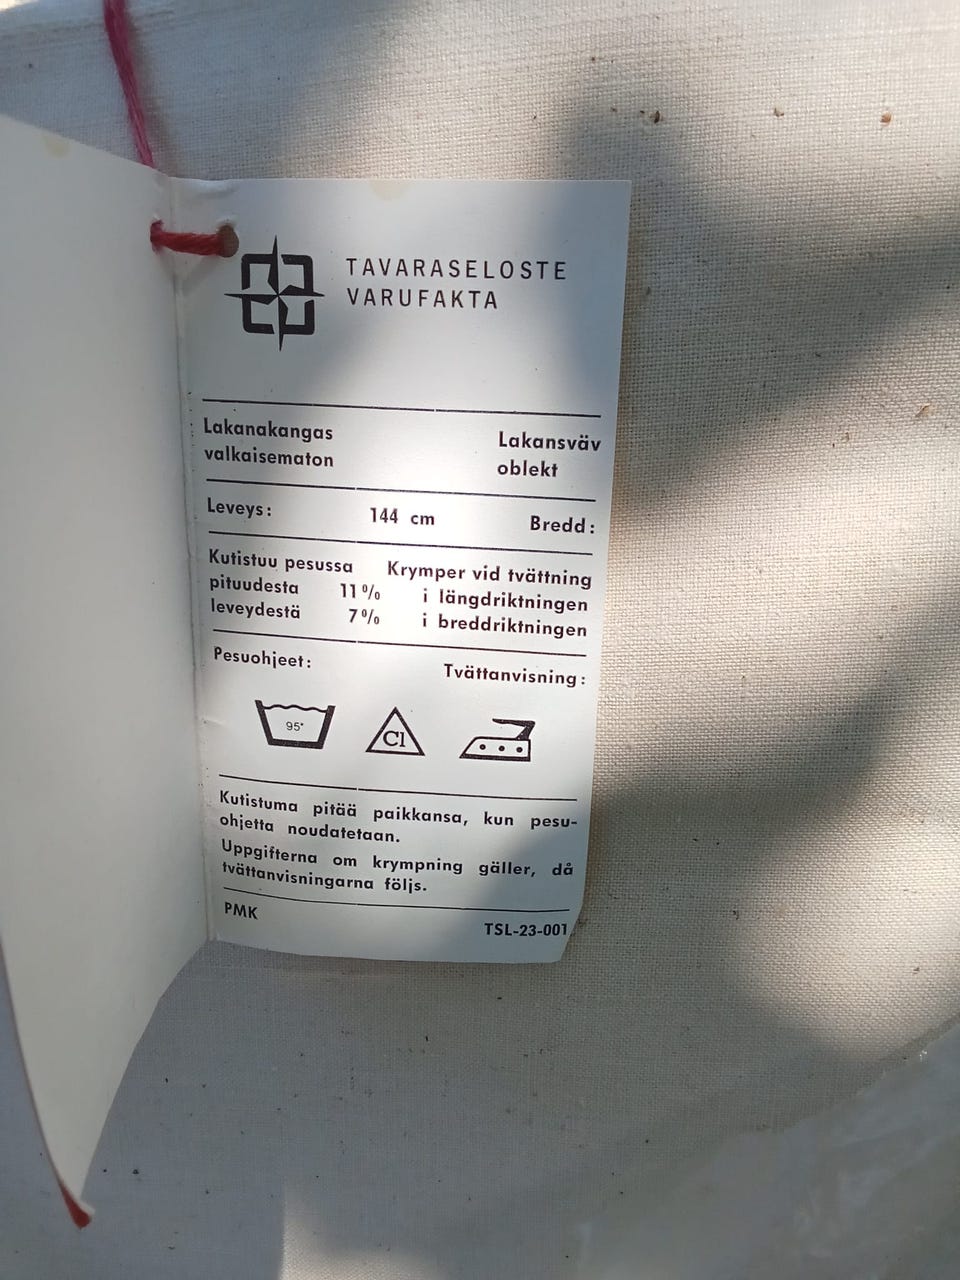 TAVARASELOSTE
VARUFAKTA
Lakanakangas Lakansväv
valkaisematon oblekt
Leveys: 144 cm Bredd:
Kutistuu pesussa Krymper vid tvättning
pituudesta 11% i längdriktningen
leveydestä 7% i breddriktningen
Pesuohjeet: Tvättanvisning:
95° Cl
Kutistuma pitää paikkansa, kun pesu-
ohjetta noudatetaan.
Uppgifterna om krympning gäller, då
tvättanvisningarna följs.
PMK TSL-23-001